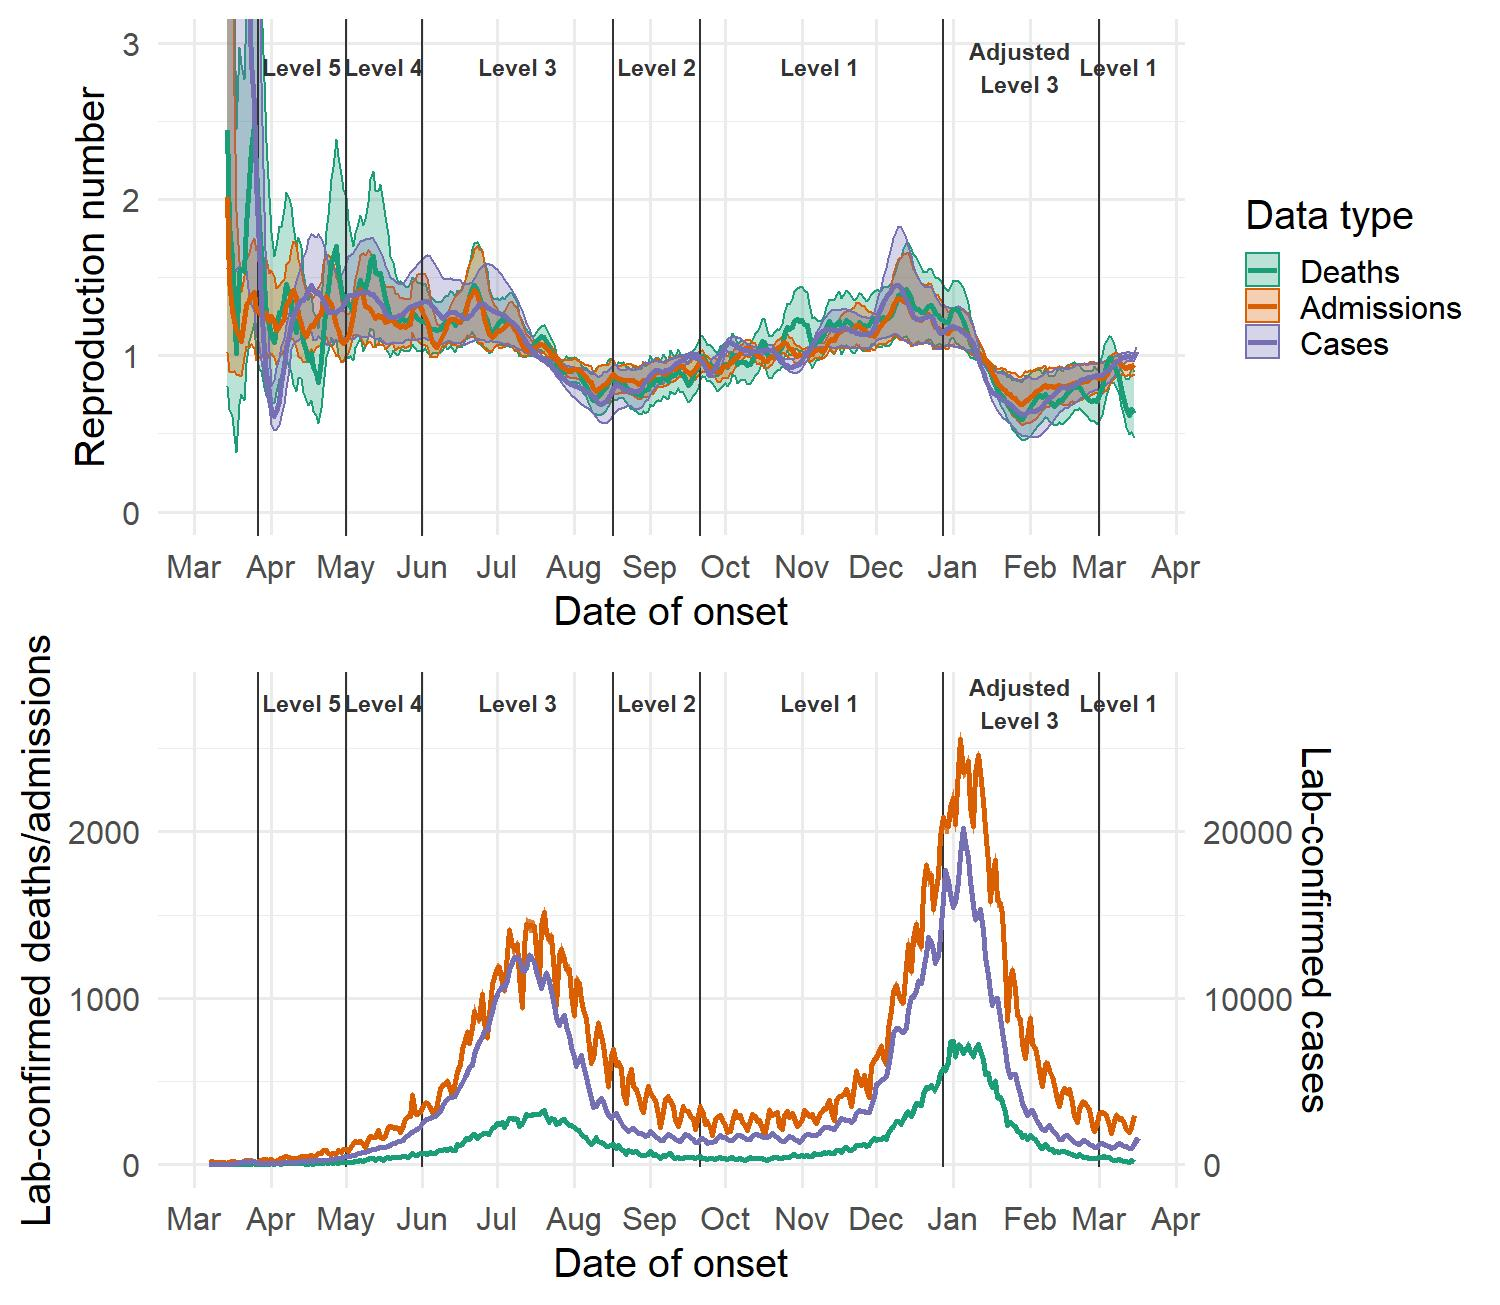 Reproduction number
3
2
1
0
Level 5
Level 4
Level 3
Level 2
Level 1
Adjusted
Level 3
Level 1
Mar Apr May Jun Jul Aug Sep Oct Nov Dec Jan Feb Mar Apr
Date of onset
Data type
Deaths
Admissions
Cases
Lab-confirmed deaths/admissions
2000
1000
0
Level 5
Level 4
Level 3
Level 2
Level 1
Adjusted
Level 3
Level 1
20000
10000
0
Lab-confirmed cases
Mar Apr May Jun Jul Aug Sep Oct Nov Dec Jan Feb Mar Apr
Date of onset